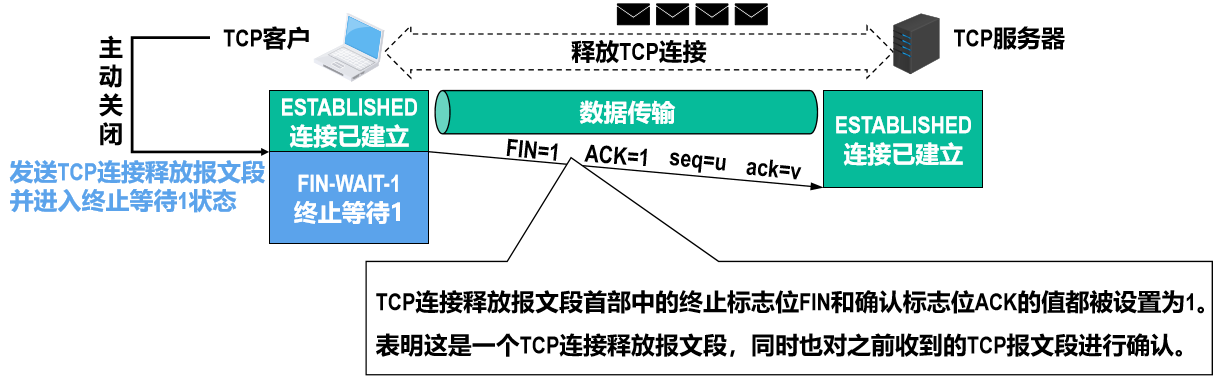 TCP客户
释放TCP连接
TCP服务器
主动关闭
ESTABLISHED
连接已建立
数据传输
ESTABLISHED
连接已建立
FIN=1 ACK=1 seq=u ack=v
发送TCP连接释放报文段
并进入终止等待1状态
FIN-WAIT-1
终止等待1
TCP连接释放报文段首部中的终止标志位FIN和确认标志位ACK的值都被设置为1。
表明这是一个TCP连接释放报文段，同时也对之前收到的TCP报文段进行确认。